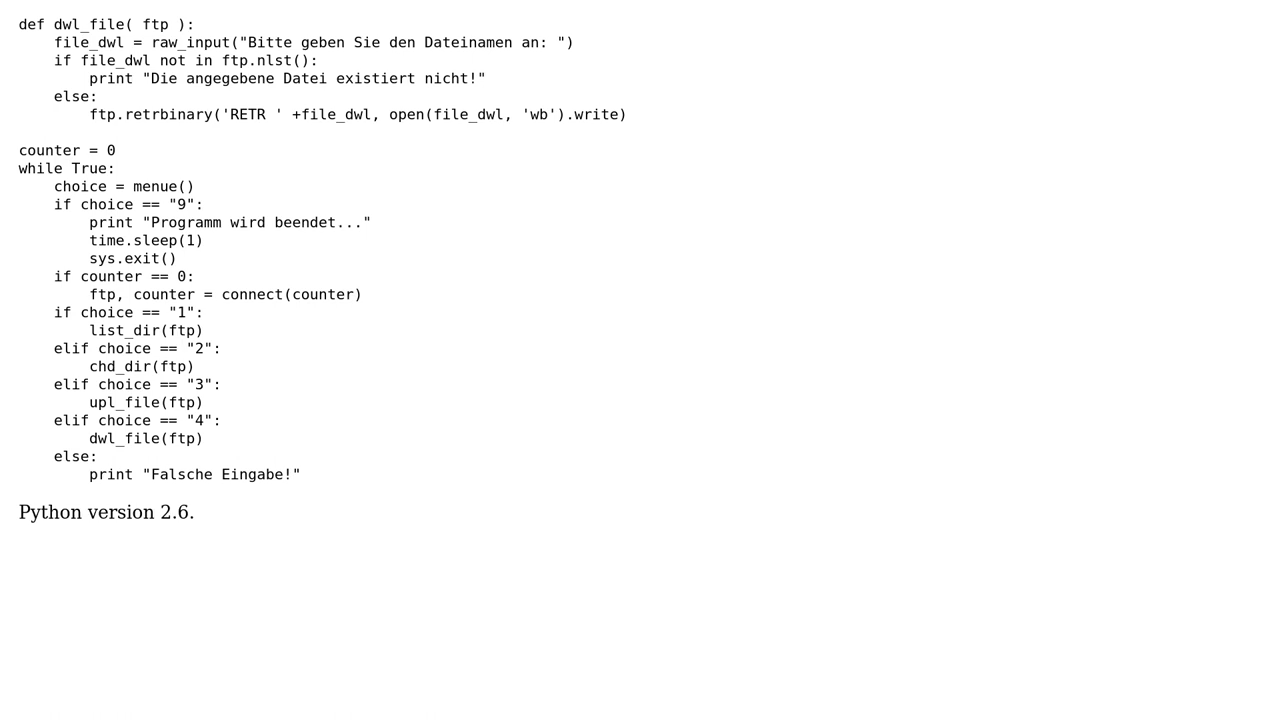 def dwl_file( ftp ):
    file_dwl = raw_input("Bitte geben Sie den Dateinamen an: ")
    if file_dwl not in ftp.nlst():
        print "Die angegebene Datei existiert nicht!"
    else:
        ftp.retrbinary('RETR ' +file_dwl, open(file_dwl, 'wb').write)

counter = 0
while True:
    choice = menue()
    if choice == "9":
        print "Programm wird beendet..."
        time.sleep(1)
        sys.exit()
    if counter == 0:
        ftp, counter = connect(counter)
    if choice == "1":
        list_dir(ftp)
    elif choice == "2":
        chd_dir(ftp)
    elif choice == "3":
        upl_file(ftp)
    elif choice == "4":
        dwl_file(ftp)
    else:
        print "Falsche Eingabe!"

Python version 2.6.